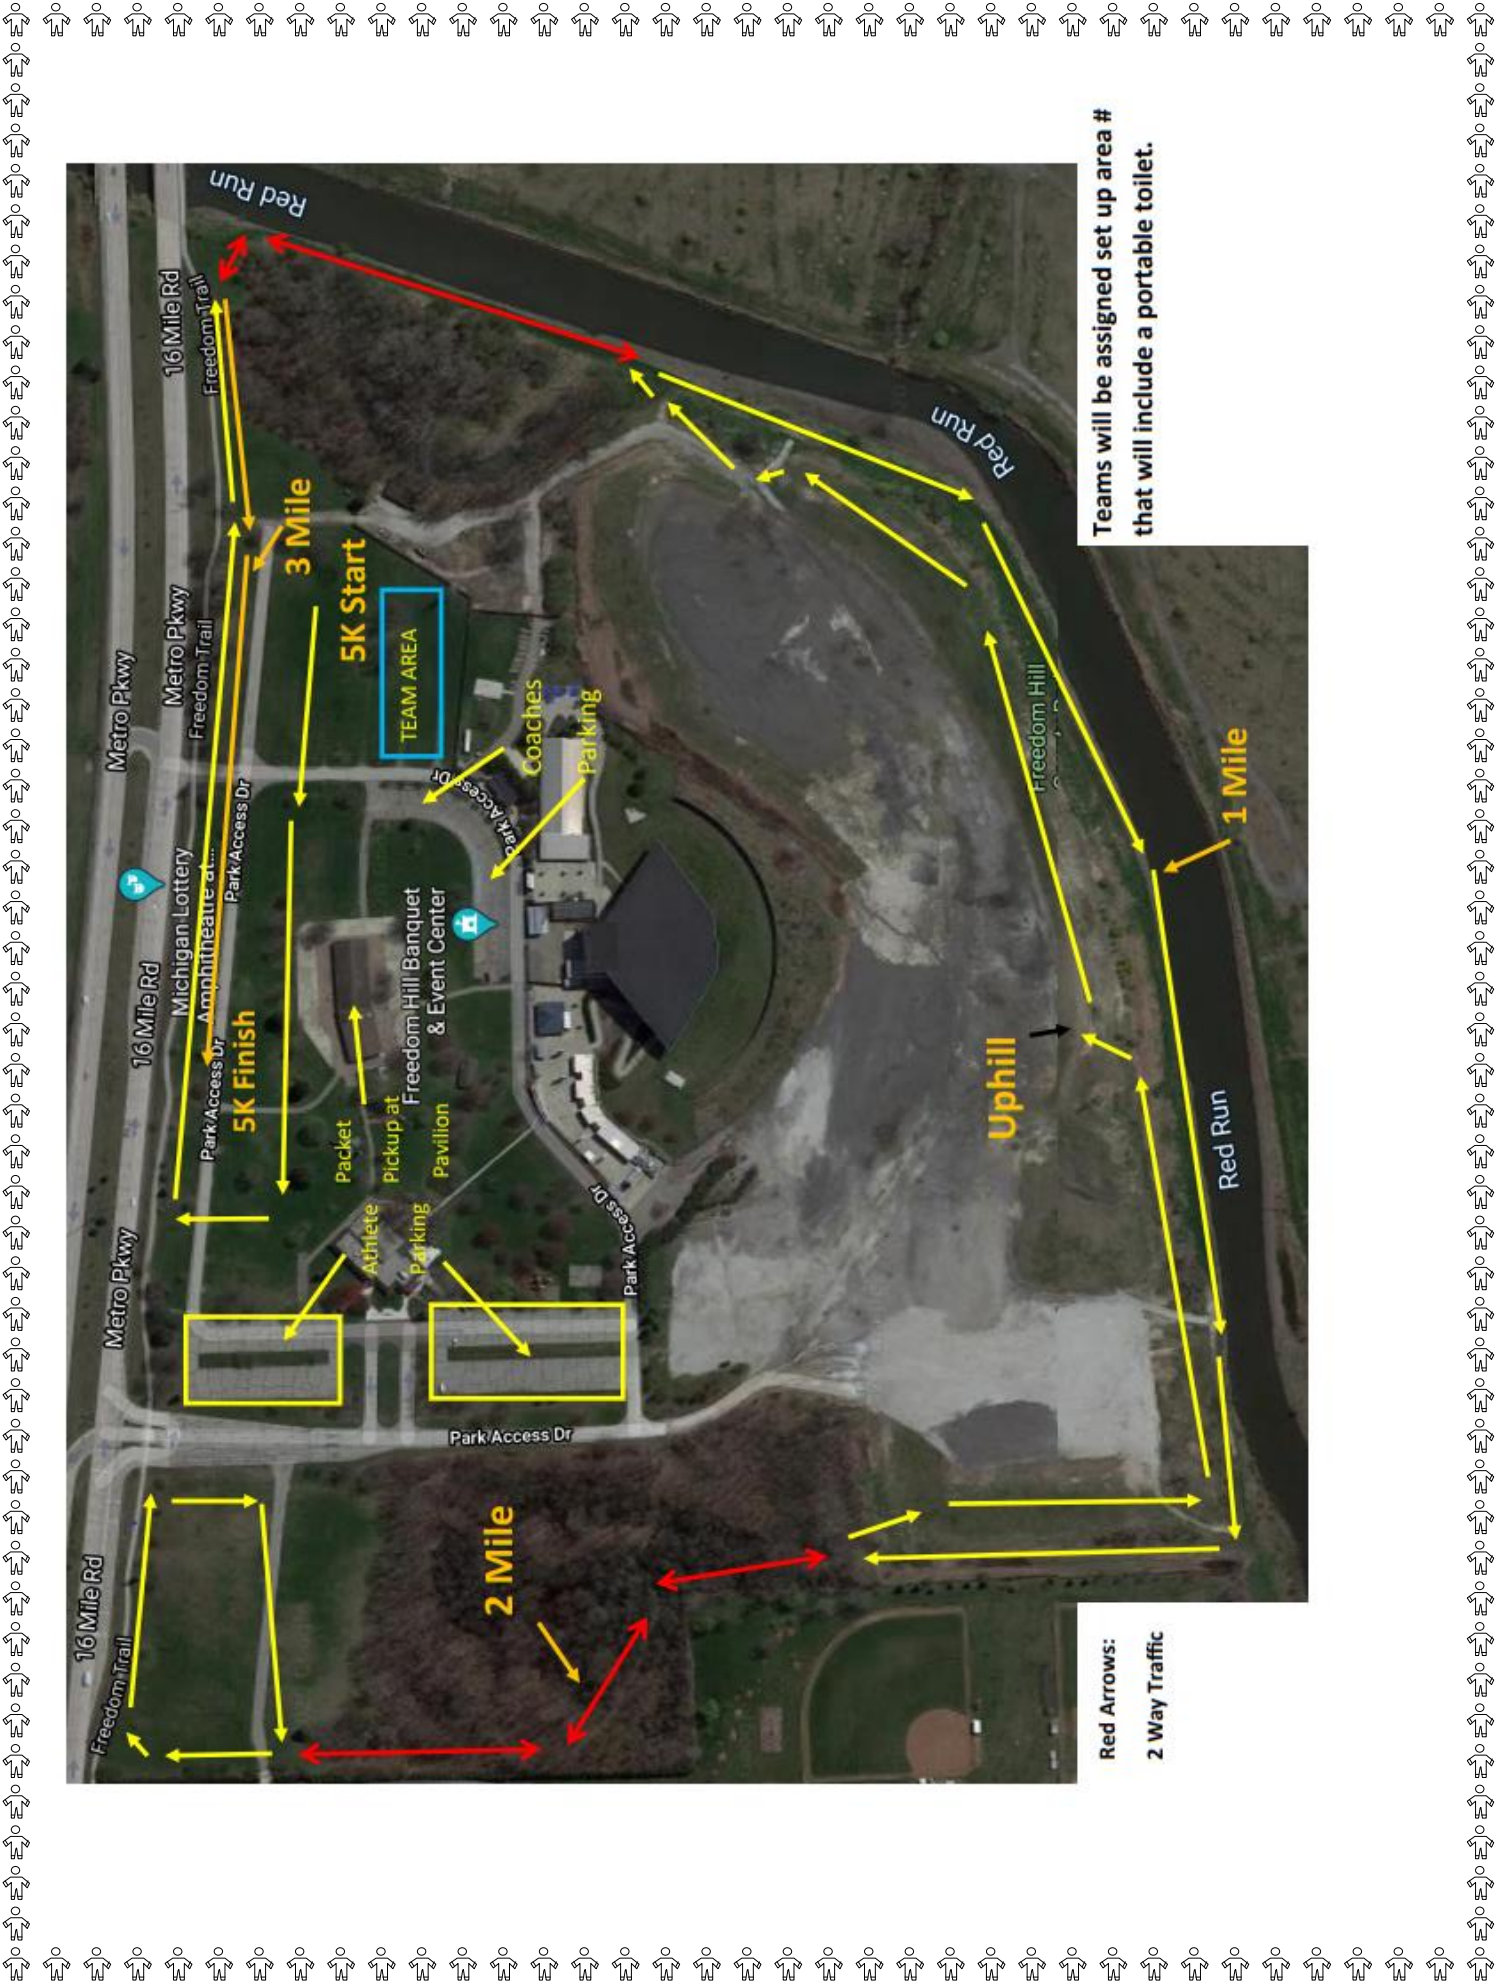 16 Mile Rd
Metro Pkwy
16 Mile Rd
Metro Pkwy
Metro Pkwy
16 Mile Rd
Freedom Trail
Michigan Lottery
Amphitheatre at...
Freedom Trail
Freedom Trail
Red Run
Park Access Dr
Park Access Dr
5K Finish
3 Mile
5K Start
TEAM AREA
Packet
Pickup at
Pavilion
Athlete
Parking
Freedom Hill Banquet
& Event Center
Park Access Dr
Coaches
Parking
Park Access Dr
Park Access Dr
2 Mile
Uphill
Freedom Hill
Red Run
1 Mile
Red Run
Red Arrows:
2 Way Traffic
Teams will be assigned set up area #
that will include a portable toilet.